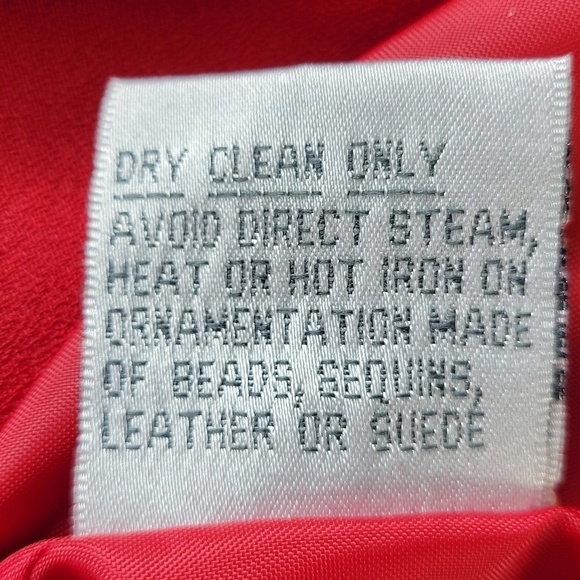 DRY CLEAN ONLY
AVOID DIRECT STEAM,
HEAT OR HOT IRON ON
ORNAMENTATION MADE
OF BEADS, SEQUINS,
LEATHER OR SUEDE